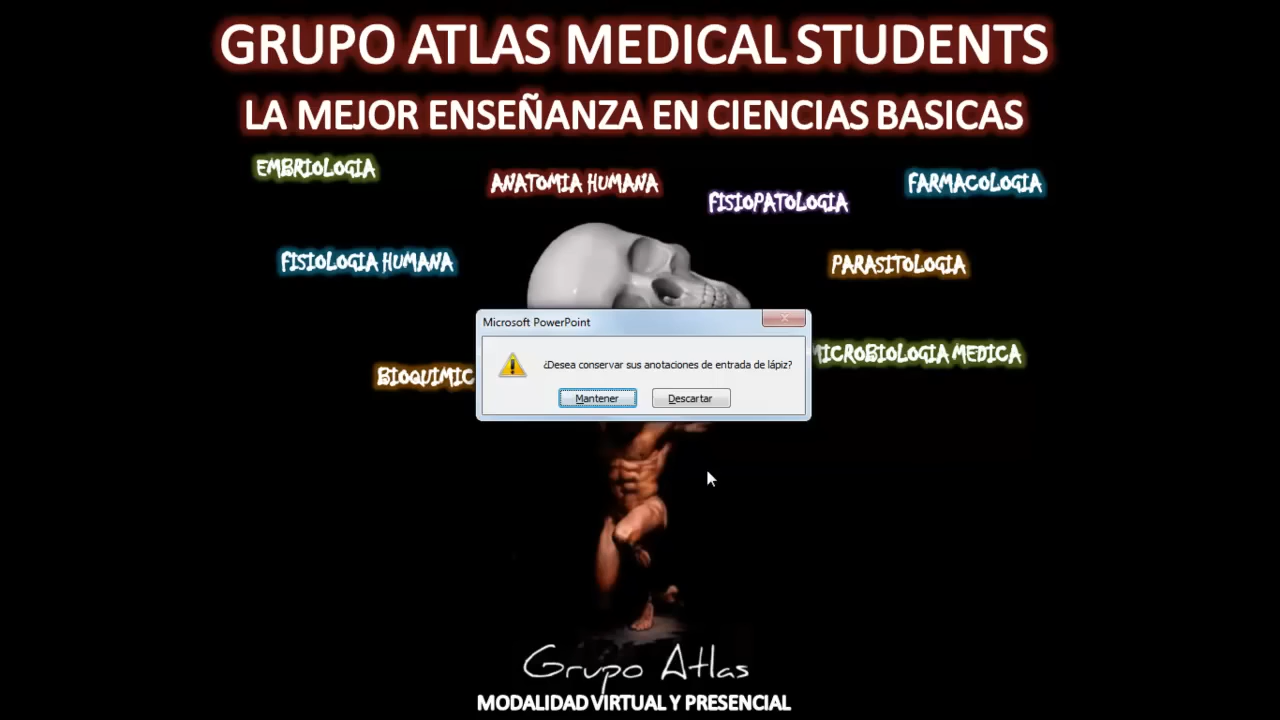 GRUPO ATLAS MEDICAL STUDENTS
LA MEJOR ENSEÑANZA EN CIENCIAS BASICAS
EMBRIOLOGIA
ANATOMIA HUMANA
FISIOPATOLOGIA
FARMACOLOGIA
FISIOLOGIA HUMANA
PARASITOLOGIA
Microsoft PowerPoint
¿Desea conservar sus anotaciones de entrada de lápiz?
Mantener Descartar
MICROBIOLOGIA MEDICA
BIOQUIMIC
Grupo Atlas
MODALIDAD VIRTUAL Y PRESENCIAL